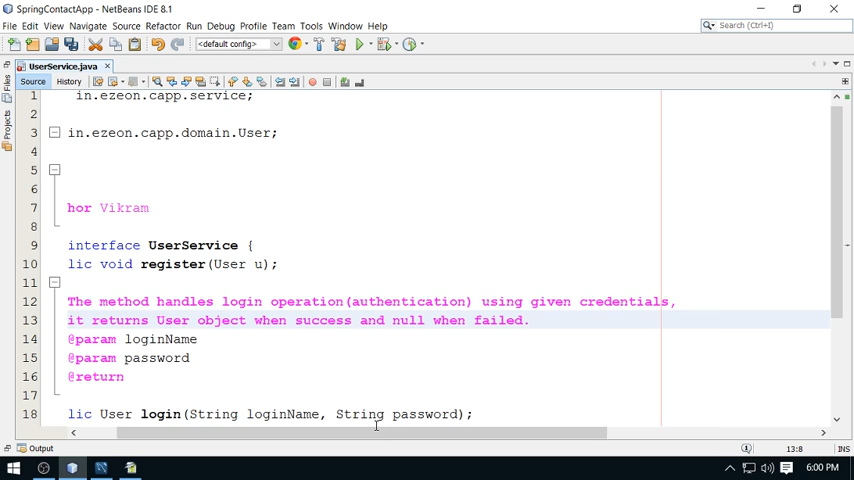 SpringContactApp - NetBeans IDE 8.1
File Edit View Navigate Source Refactor Run Debug Profile Team Tools Window Help
Search (Ctrl+I)
<default config>
UserService.java
Source History
Files
Projects
1 in.ezeon.capp.service;
2
3 in.ezeon.capp.domain.User;
4
5
6
7 hor Vikram
8
9 interface UserService {
10 lic void register(User u);
11
12 The method handles login operation(authentication) using given credentials,
13 it returns User object when success and null when failed.
14 @param loginName
15 @param password
16 @return
17
18 lic User login(String loginName, String password);
Output
13:8 INS
6:00 PM